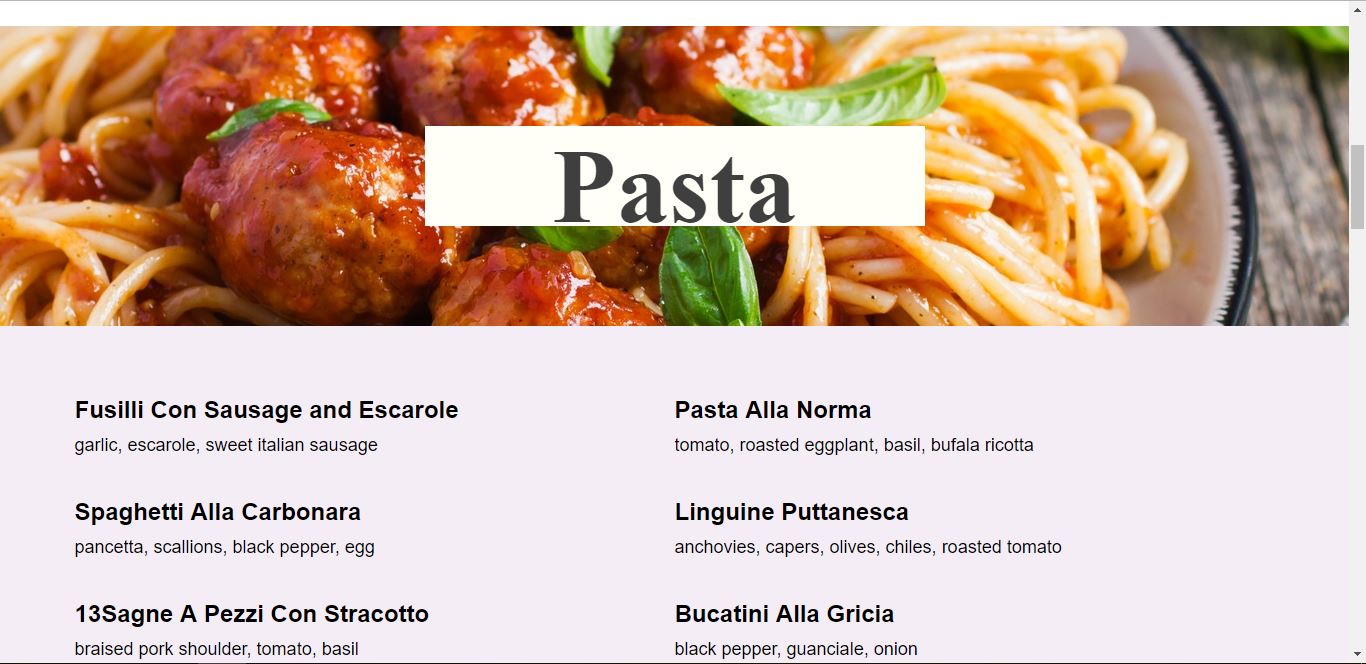 Pasta
Fusilli Con Sausage and Escarole
garlic, escarole, sweet italian sausage
Pasta Alla Norma
tomato, roasted eggplant, basil, bufala ricotta
Spaghetti Alla Carbonara
pancetta, scallions, black pepper, egg
Linguine Puttanesca
anchovies, capers, olives, chiles, roasted tomato
13Sagne A Pezzi Con Stracotto
braised pork shoulder, tomato, basil
Bucatini Alla Gricia
black pepper, guanciale, onion